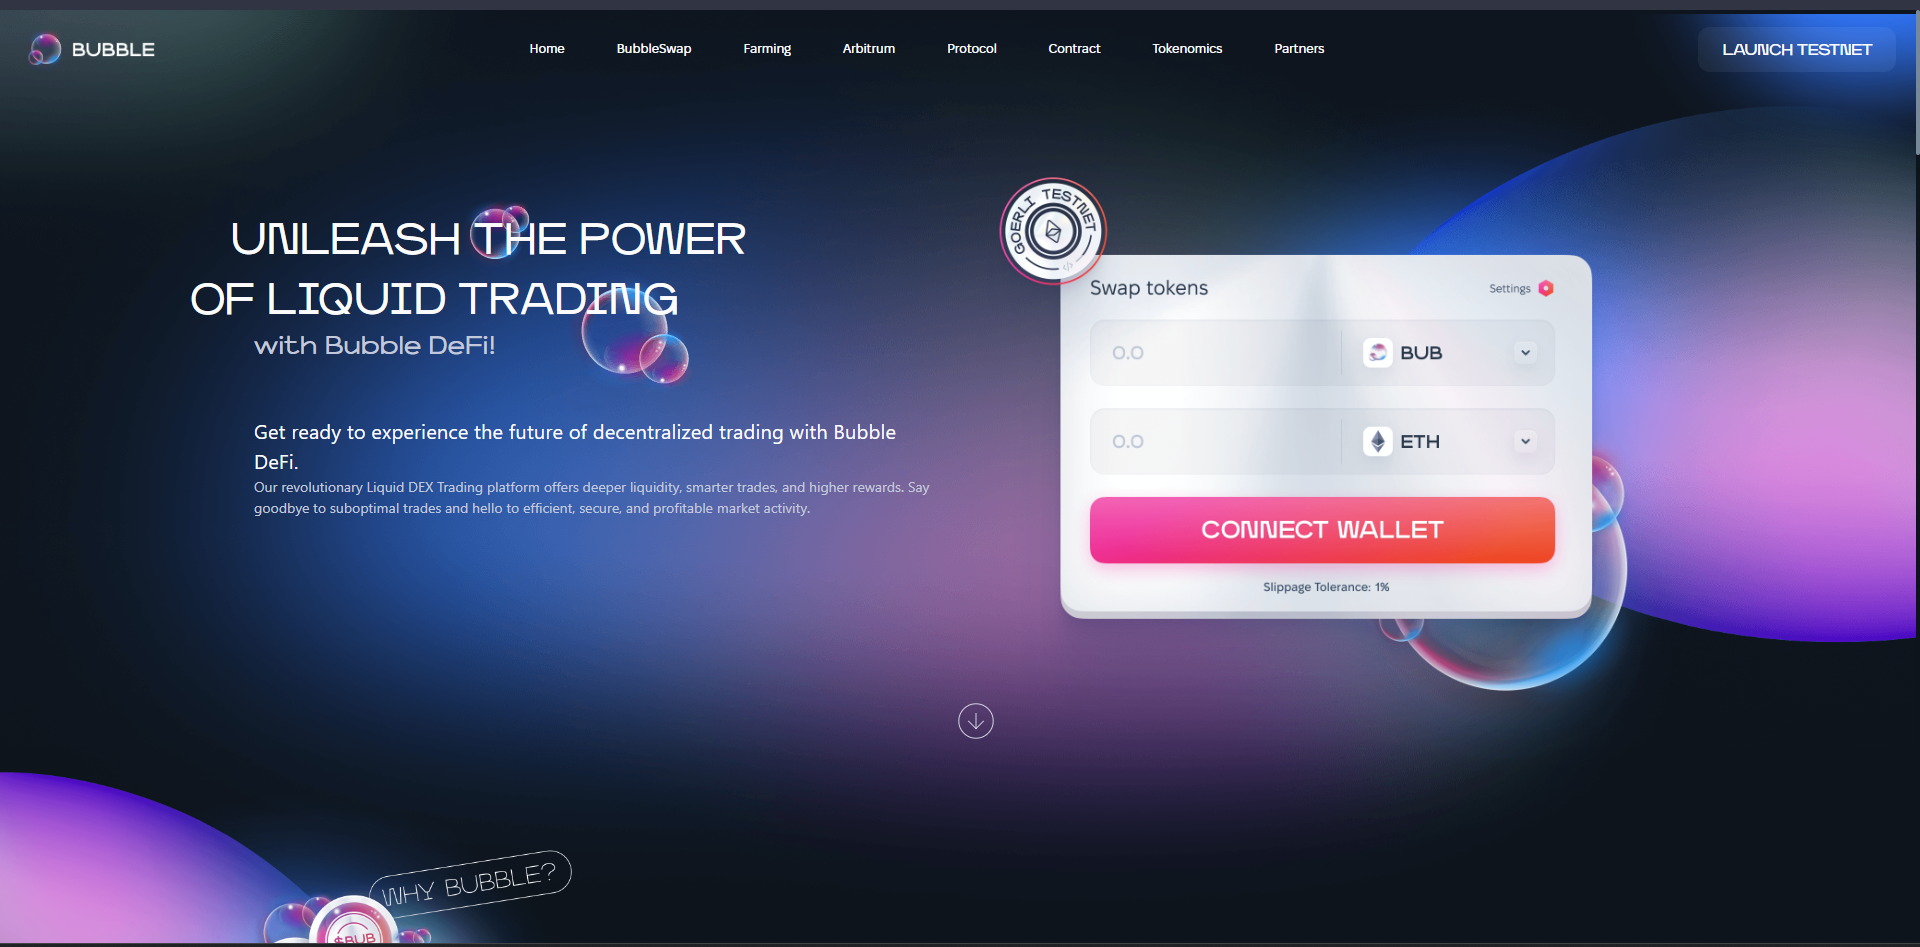 BUBBLE
Home
BubbleSwap
Farming
Arbitrum
Protocol
Contract
Tokenomics
Partners
LAUNCH TESTNET
UNLEASH THE POWER
OF LIQUID TRADING
with Bubble DeFi!
Get ready to experience the future of decentralized trading with Bubble
DeFi.
Our revolutionary Liquid DEX Trading platform offers deeper liquidity, smarter trades, and higher rewards. Say
goodbye to suboptimal trades and hello to efficient, secure, and profitable market activity.
GOERLI TESTNET
</>
Swap tokens
Settings
0.0
BUB
0.0
ETH
CONNECT WALLET
Slippage Tolerance: 1%
WHY BUBBLE?
$BUB